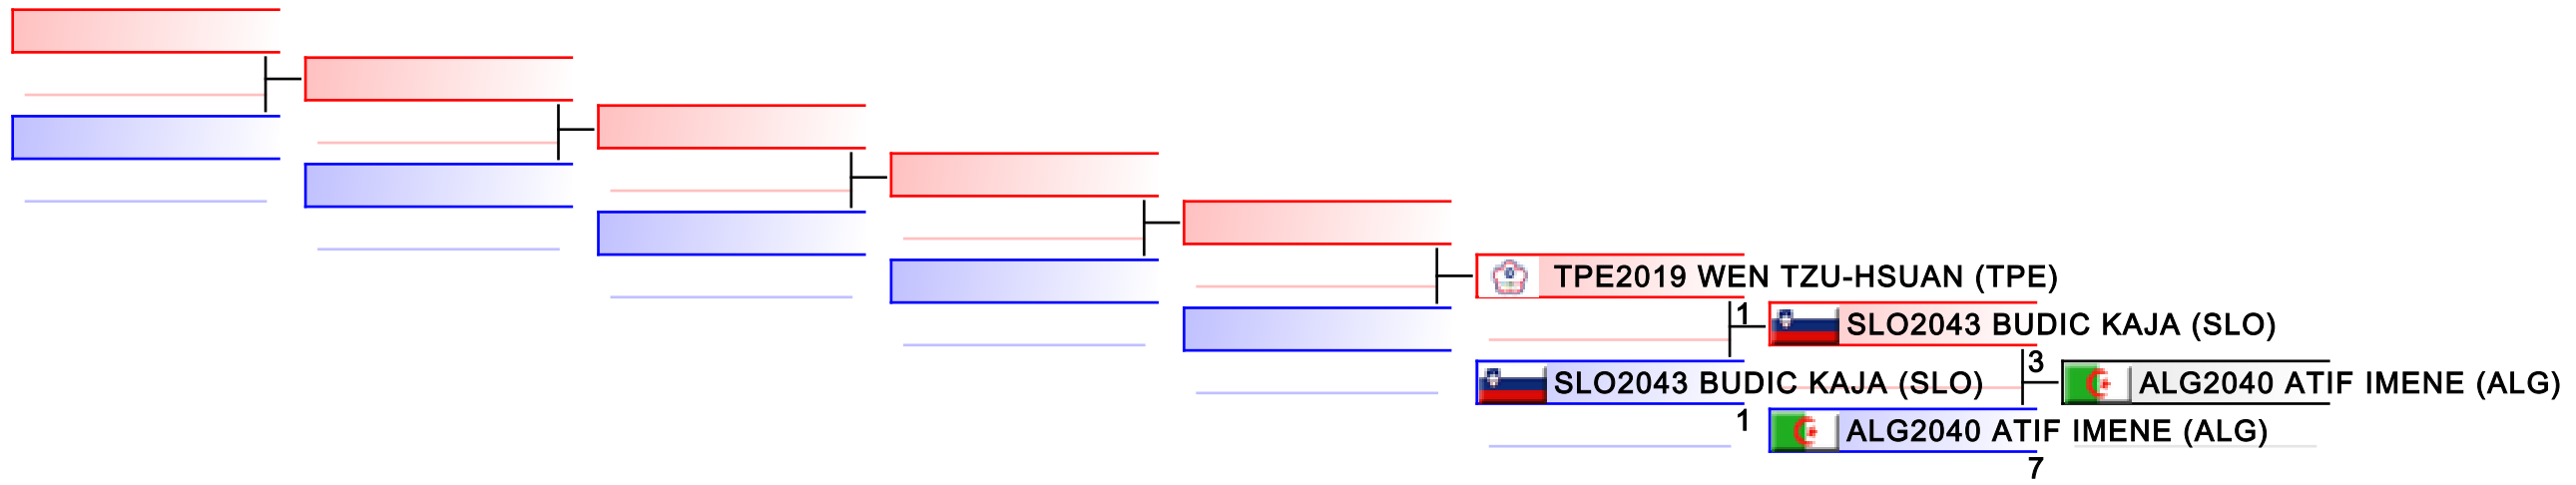 TPE2019 WEN TZU-HSUAN (TPE)
1
SLO2043 BUDIC KAJA (SLO)
3
SLO2043 BUDIC KAJA (SLO)
ALG2040 ATIF IMENE (ALG)
1
ALG2040 ATIF IMENE (ALG)
7